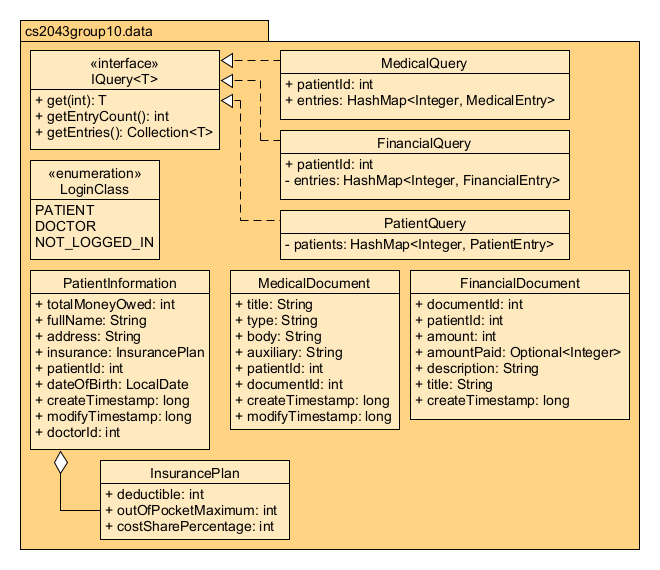 cs2043group10.data
«interface»
IQuery<T>
+ get(int): T
+ getEntryCount(): int
+ getEntries(): Collection<T>
MedicalQuery
+ patientId: int
+ entries: HashMap<Integer, MedicalEntry>
FinancialQuery
+ patientId: int
- entries: HashMap<Integer, FinancialEntry>
«enumeration»
LoginClass
PATIENT
DOCTOR
NOT_LOGGED_IN
PatientQuery
- patients: HashMap<Integer, PatientEntry>
PatientInformation
+ totalMoneyOwed: int
+ fullName: String
+ address: String
+ insurance: InsurancePlan
+ patientId: int
+ dateOfBirth: LocalDate
+ createTimestamp: long
+ modifyTimestamp: long
+ doctorId: int
MedicalDocument
+ title: String
+ type: String
+ body: String
+ auxiliary: String
+ patientId: int
+ documentId: int
+ createTimestamp: long
+ modifyTimestamp: long
FinancialDocument
+ documentId: int
+ patientId: int
+ amount: int
+ amountPaid: Optional<Integer>
+ description: String
+ title: String
+ createTimestamp: long
InsurancePlan
+ deductible: int
+ outOfPocketMaximum: int
+ costSharePercentage: int